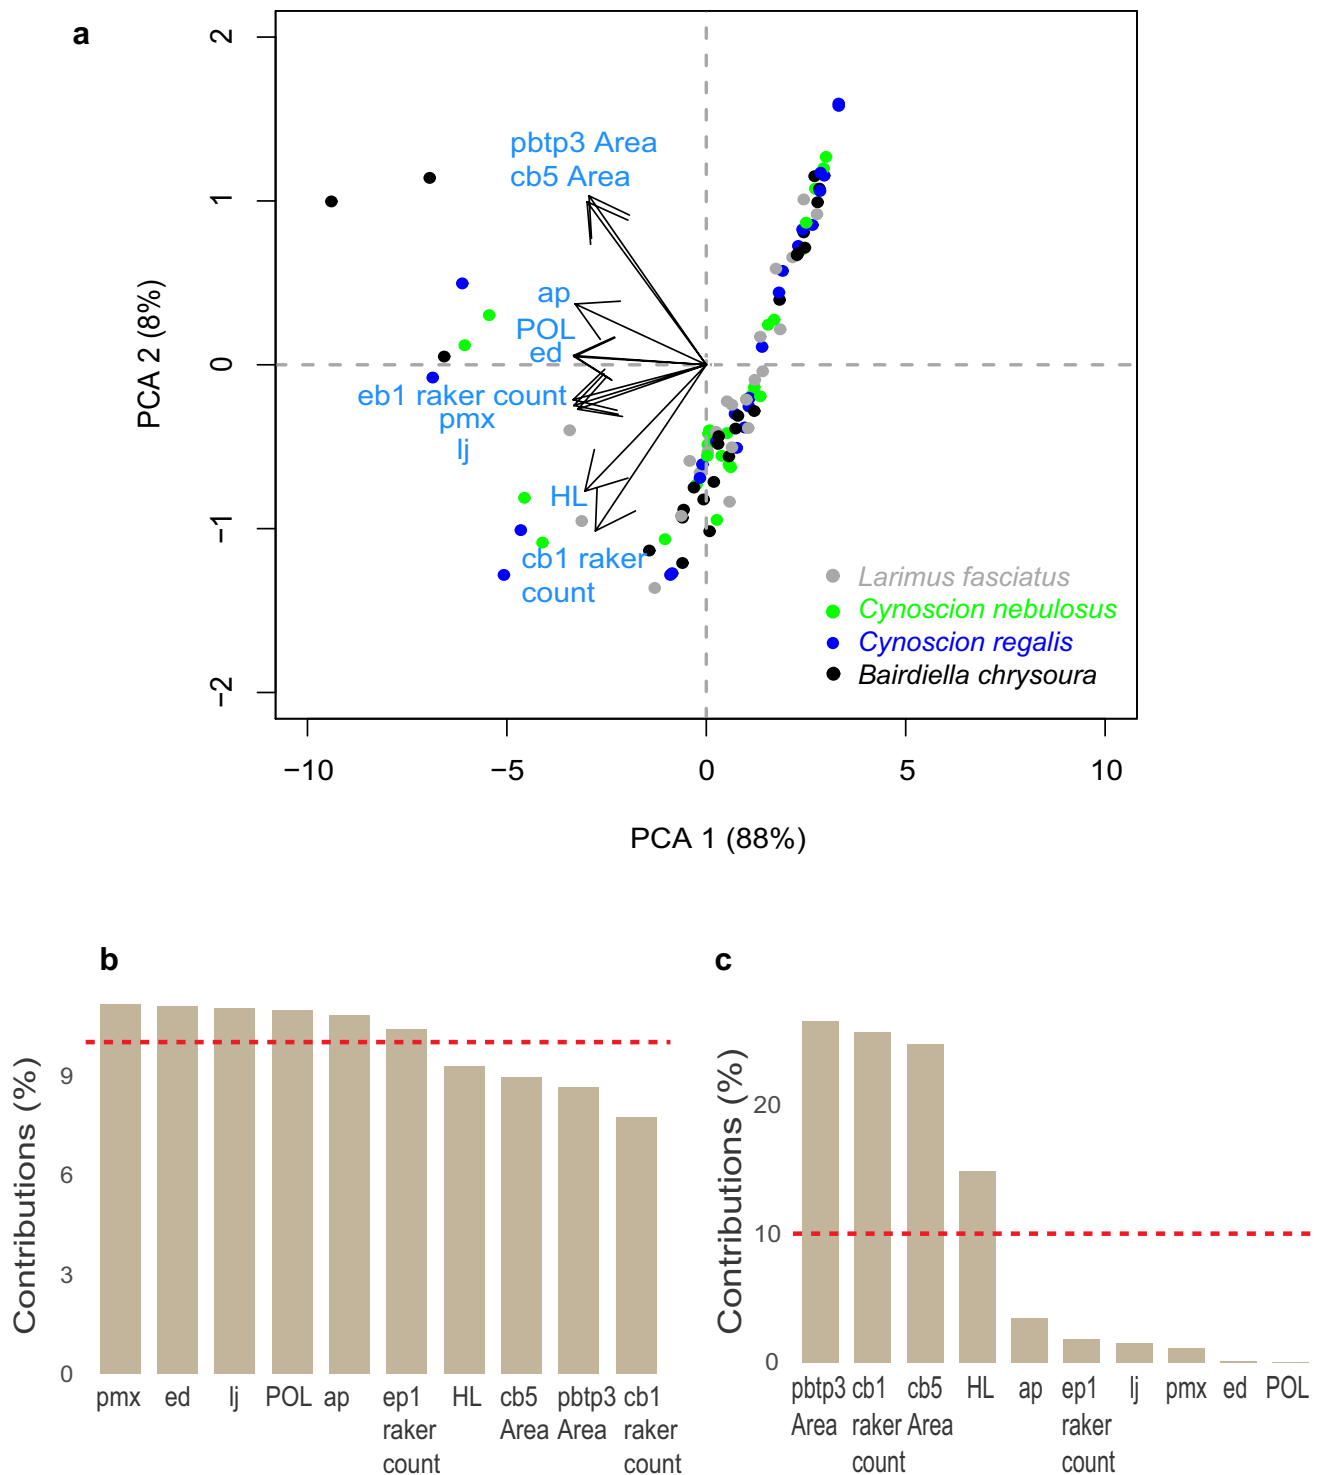 a
2
1
0
−1
−2
PCA 2 (8%)
pbtp3 Area
cb5 Area
ap
POL
ed
eb1 raker count
pmx
lj
HL
cb1 raker
count
Larimus fasciatus
Cynoscion nebulosus
Cynoscion regalis
Bairdiella chrysoura
−10
−5
0
5
10
PCA 1 (88%)
b
Contributions (%)
9
6
3
0
pmx
ed
lj
POL
ap
ep1
raker
count
HL
cb5
Area
pbtp3
Area
cb1
raker
count
c
Contributions (%)
20
10
0
pbtp3
Area
cb1
raker
count
cb5
Area
HL
ap
ep1
raker
count
lj
pmx
ed
POL